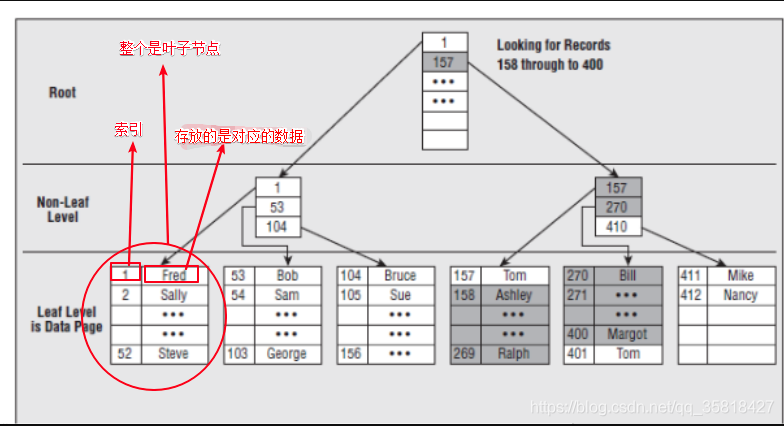 整个是叶子节点
索引
存放的是对应的数据
Looking for Records
158 through to 400
Root
1
157
•••
•••
Non-Leaf
Level
1
53
104
157
270
410
Leaf Level
is Data Page
1 Fred
2 Sally
•••
•••
52 Steve
53 Bob
54 Sam
•••
•••
103 George
104 Bruce
105 Sue
•••
•••
156 •••
157 Tom
158 Ashley
•••
•••
269 Ralph
270 Bill
271 •••
•••
400 Margot
401 Tom
411 Mike
412 Nancy
https://blog.csdn.net/qq_35818427